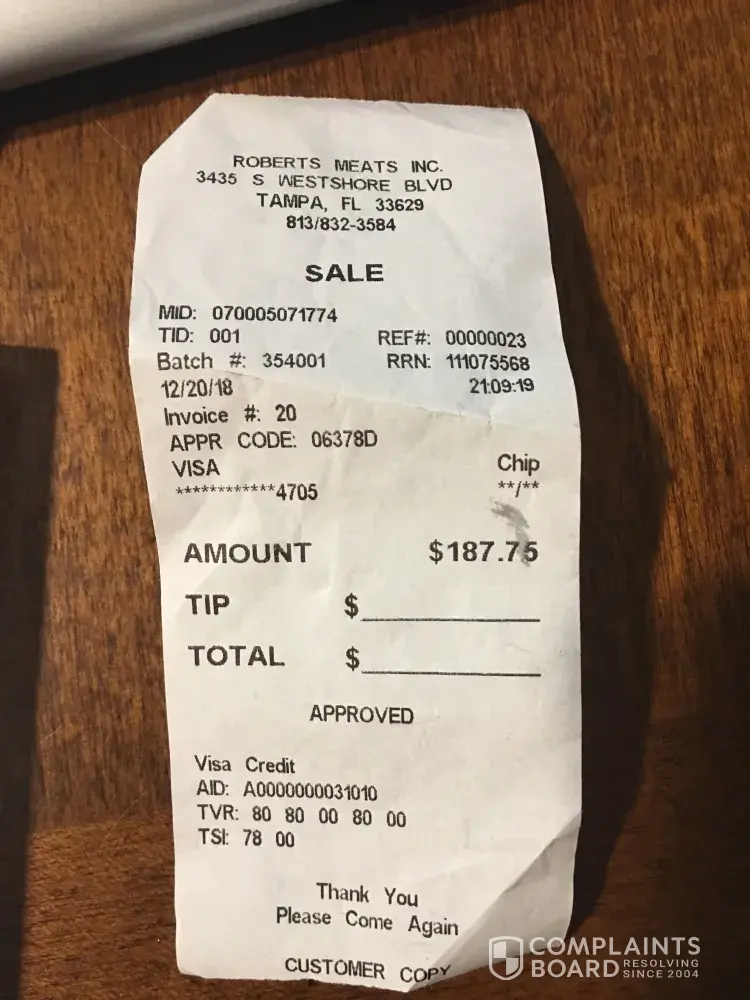 ROBERTS MEATS INC.
3435 S WESTSHORE BLVD
TAMPA, FL 33629
813/832-3584
SALE
MID: 070005071774
TID: 001 REF#: 00000023
Batch #: 354001 RRN: 111075568
12/20/18 21:09:19
Invoice #: 20
APPR CODE: 06378D
VISA Chip
************4705 **/**
AMOUNT $187.75
TIP $
TOTAL $
APPROVED
Visa Credit
AID: A0000000031010
TVR: 80 80 00 80 00
TSI: 78 00
Thank You
Please Come Again
CUSTOMER COPY
COMPLAINTS
BOARD RESOLVING SINCE 2004